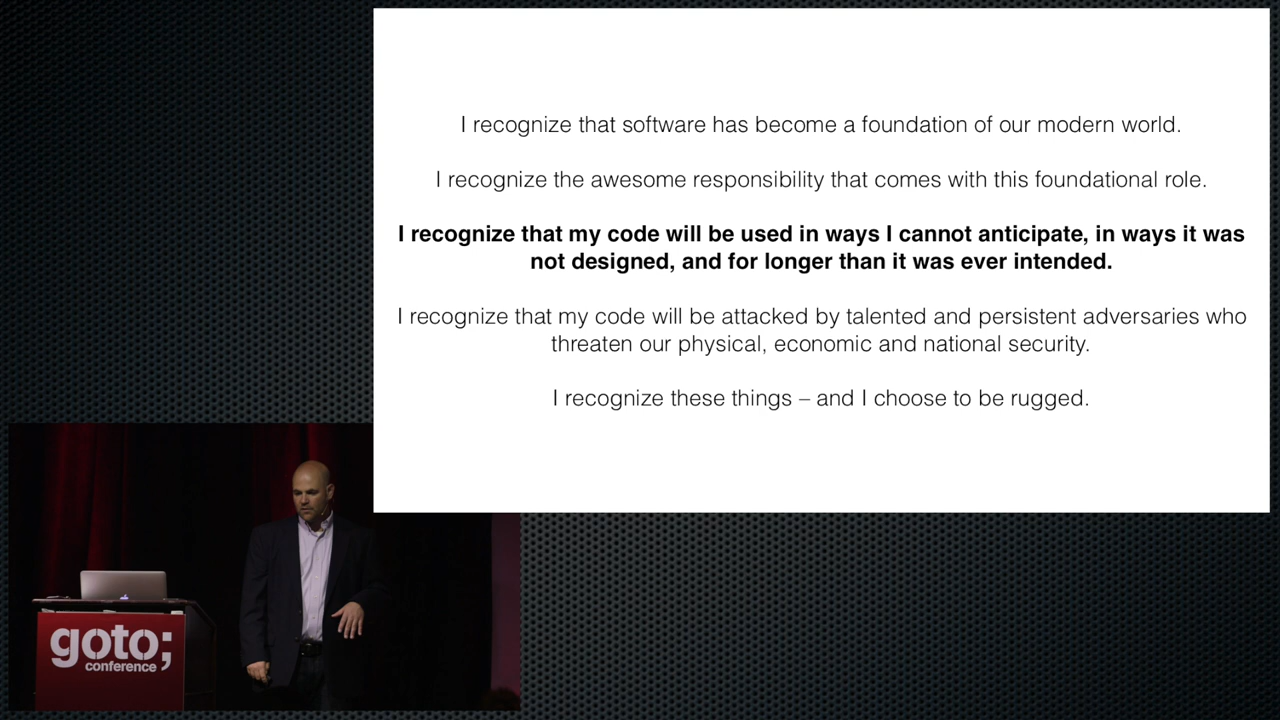 I recognize that software has become a foundation of our modern world.
I recognize the awesome responsibility that comes with this foundational role.
I recognize that my code will be used in ways I cannot anticipate, in ways it was
not designed, and for longer than it was ever intended.
I recognize that my code will be attacked by talented and persistent adversaries who
threaten our physical, economic and national security.
I recognize these things – and I choose to be rugged.
goto;
conference